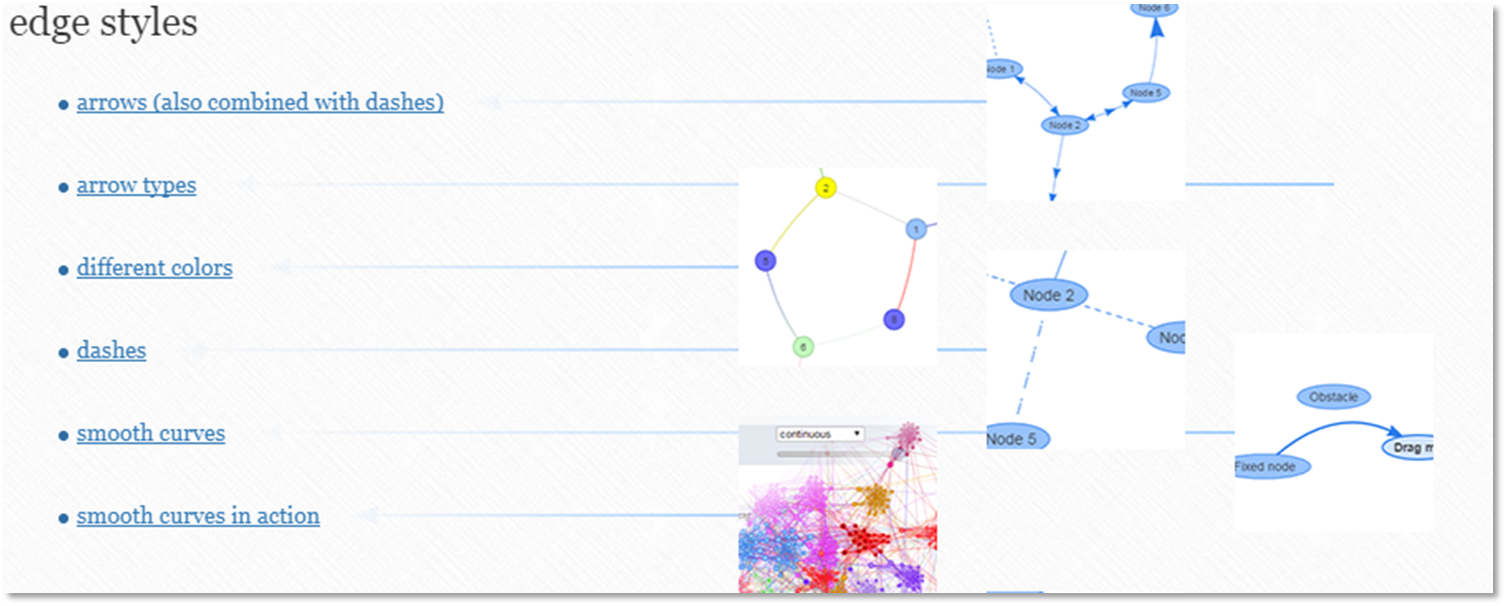 edge styles
arrows (also combined with dashes)
arrow types
different colors
dashes
smooth curves
smooth curves in action
Node 6
Node 1
Node 5
Node 2
2
1
5
6
Node 2
Node 5
continuous
Obstacle
Fixed node
Drag